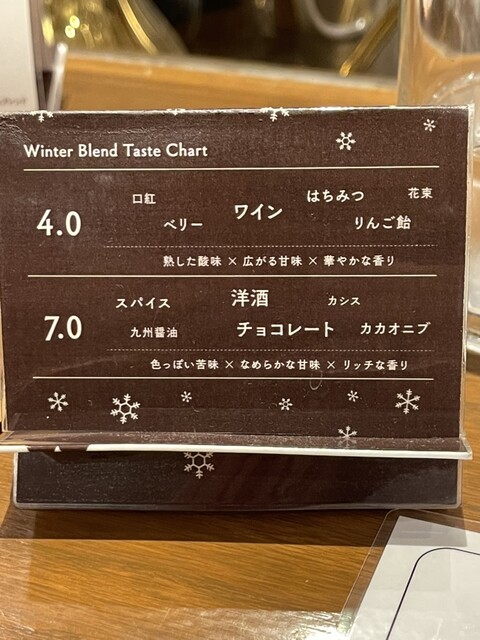 Winter Blend Taste Chart
4.0
口紅 ワイン はちみつ 花束
ベリー りんご飴
熟した酸味 × 広がる甘味 × 華やかな香り
7.0
スパイス 洋酒 カシス
九州醤油 チョコレート カカオニブ
色っぽい苦味 × なめらかな甘味 × リッチな香り